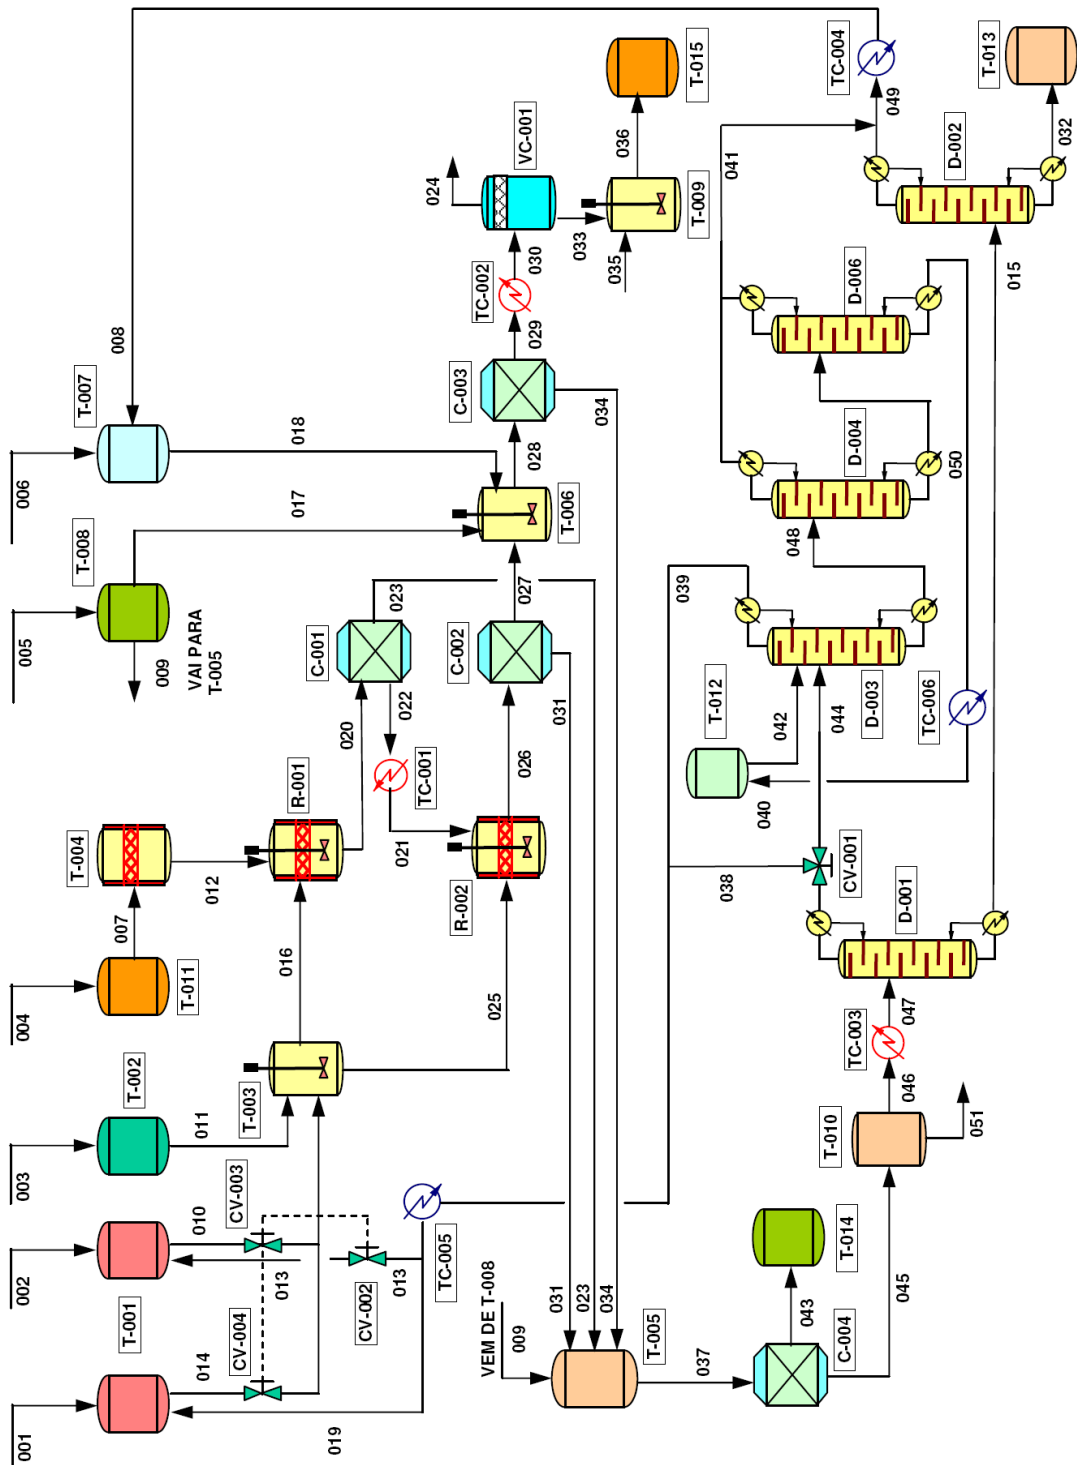 001
002
003
004
005
006
T-004
T-008
T-007
007
008
T-001
T-002
T-011
009
VAI PARA
T-005
014
010
011
012
CV-004
CV-003
T-003
013
016
R-001
017
018
C-001
019
020
CV-002
013
021
022
023
TC-001
024
TC-005
R-002
C-002
C-003
TC-002
VEM DE T-008
009
025
026
027
028
029
030
VC-001
T-006
031
023
034
031
034
033
035
036
T-005
T-009
T-015
037
T-012
039
038
040
042
043
T-014
044
048
041
045
T-010
C-004
CV-001
D-003
D-004
D-006
TC-003
TC-004
046
047
049
D-001
TC-006
050
D-002
051
015
T-013
032